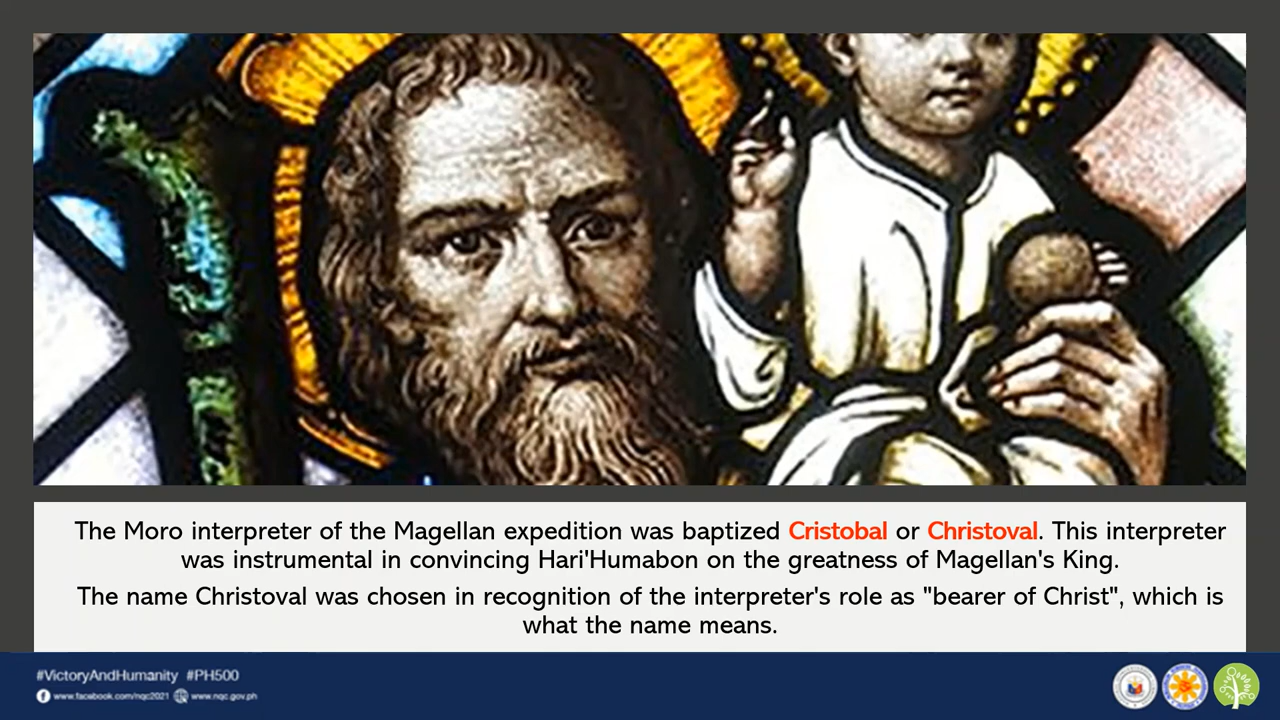 The Moro interpreter of the Magellan expedition was baptized Cristobal or Christoval. This interpreter
was instrumental in convincing Hari'Humabon on the greatness of Magellan's King.
The name Christoval was chosen in recognition of the interpreter's role as "bearer of Christ", which is
what the name means.
#VictoryAndHumanity #PH500
www.facebook.com/nqc2021 www.nqc.gov.ph